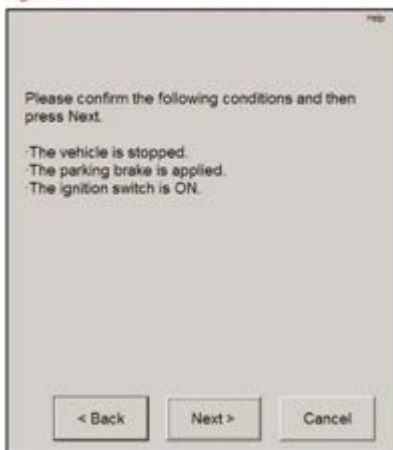 Help
Please confirm the following conditions and then
press Next.
·The vehicle is stopped.
·The parking brake is applied.
·The ignition switch is ON.
< Back
Next >
Cancel